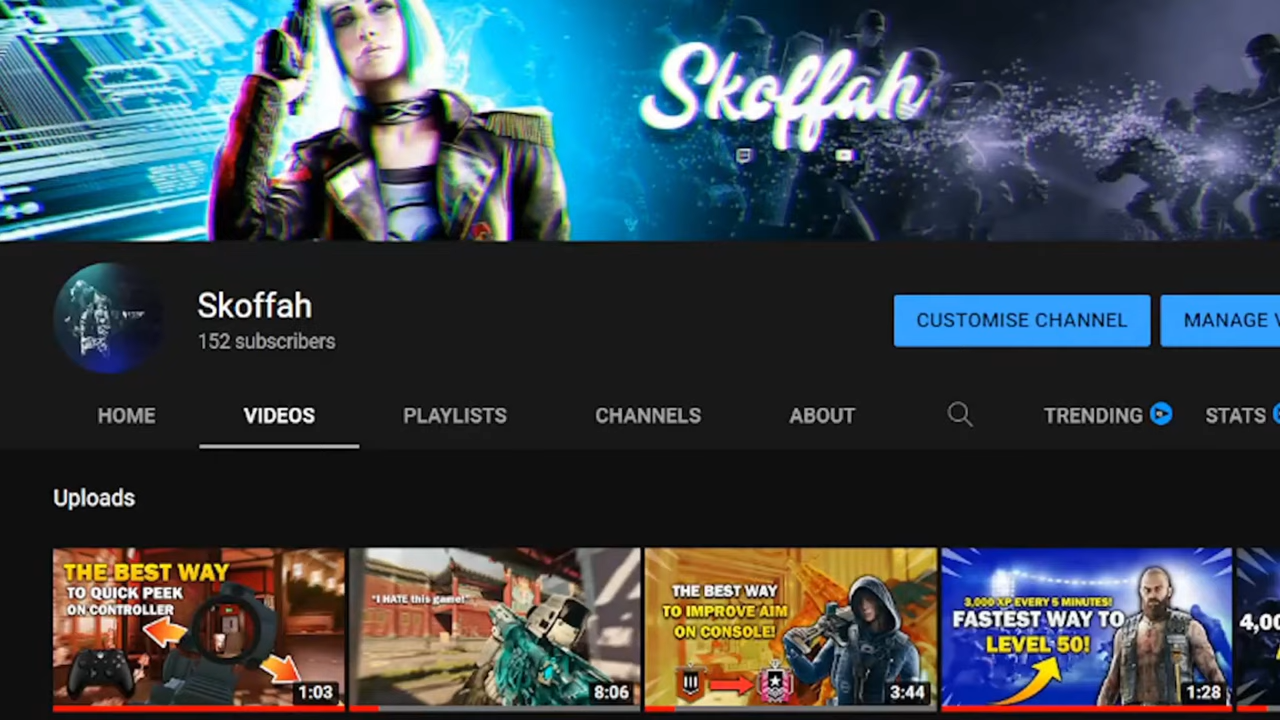 Skoffah
Skoffah
152 subscribers
CUSTOMISE CHANNEL
MANAGE V
HOME
VIDEOS
PLAYLISTS
CHANNELS
ABOUT
TRENDING
STATS
Uploads
THE BEST WAY
TO QUICK PEEK
ON CONTROLLER
1:03
"I HATE this game!"
8:06
THE BEST WAY
TO IMPROVE AIM
ON CONSOLE!
III
3:44
3,000 XP EVERY 5 MINUTES!
FASTEST WAY TO
LEVEL 50!
1:28
4,00